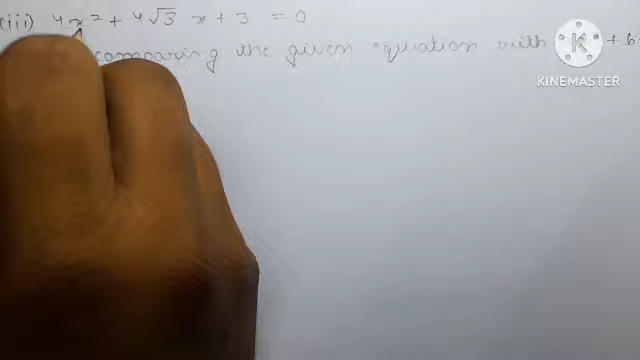 (iii) 4x² + 4√3 x + 3 = 0
comparing the given equation with + b
KINEMASTER